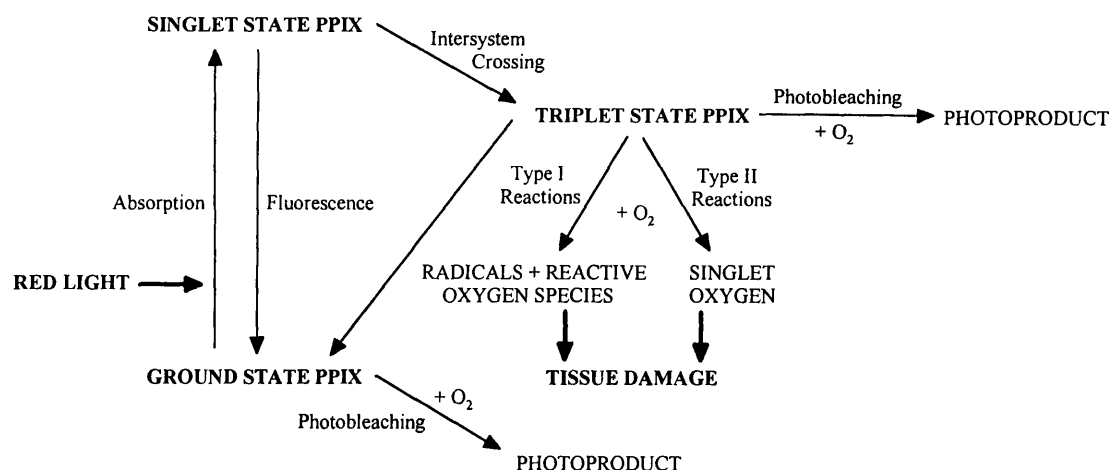 SINGLET STATE PPIX
Intersystem
Crossing
TRIPLET STATE PPIX
Photobleaching
+ O₂
PHOTOPRODUCT
Absorption
Fluorescence
Type I
Reactions
+ O₂
Type II
Reactions
RED LIGHT
RADICALS + REACTIVE
OXYGEN SPECIES
SINGLET
OXYGEN
GROUND STATE PPIX
TISSUE DAMAGE
+ O₂
Photobleaching
PHOTOPRODUCT